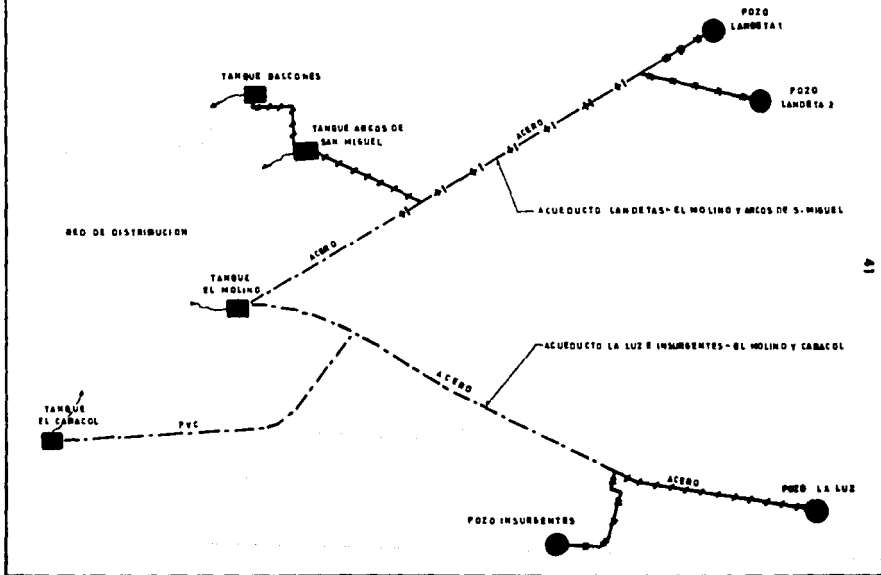 POZO
LANDETA 1
TANQUE BALCONES
POZO
LANDETA 2
TANQUE ARCOS DE
SAN MIGUEL
ACERO
ACUEDUCTO LANDETAS - EL MOLINO Y ARCOS DE S. MIGUEL
RED DE DISTRIBUCION
ACERO
TANQUE
EL MOLINO
41
ACUEDUCTO LA LUZ E INSURGENTES - EL MOLINO Y CARACOL
ACERO
TANQUE
EL CARACOL
PVC
ACERO
POZO LA LUZ
POZO INSURGENTES